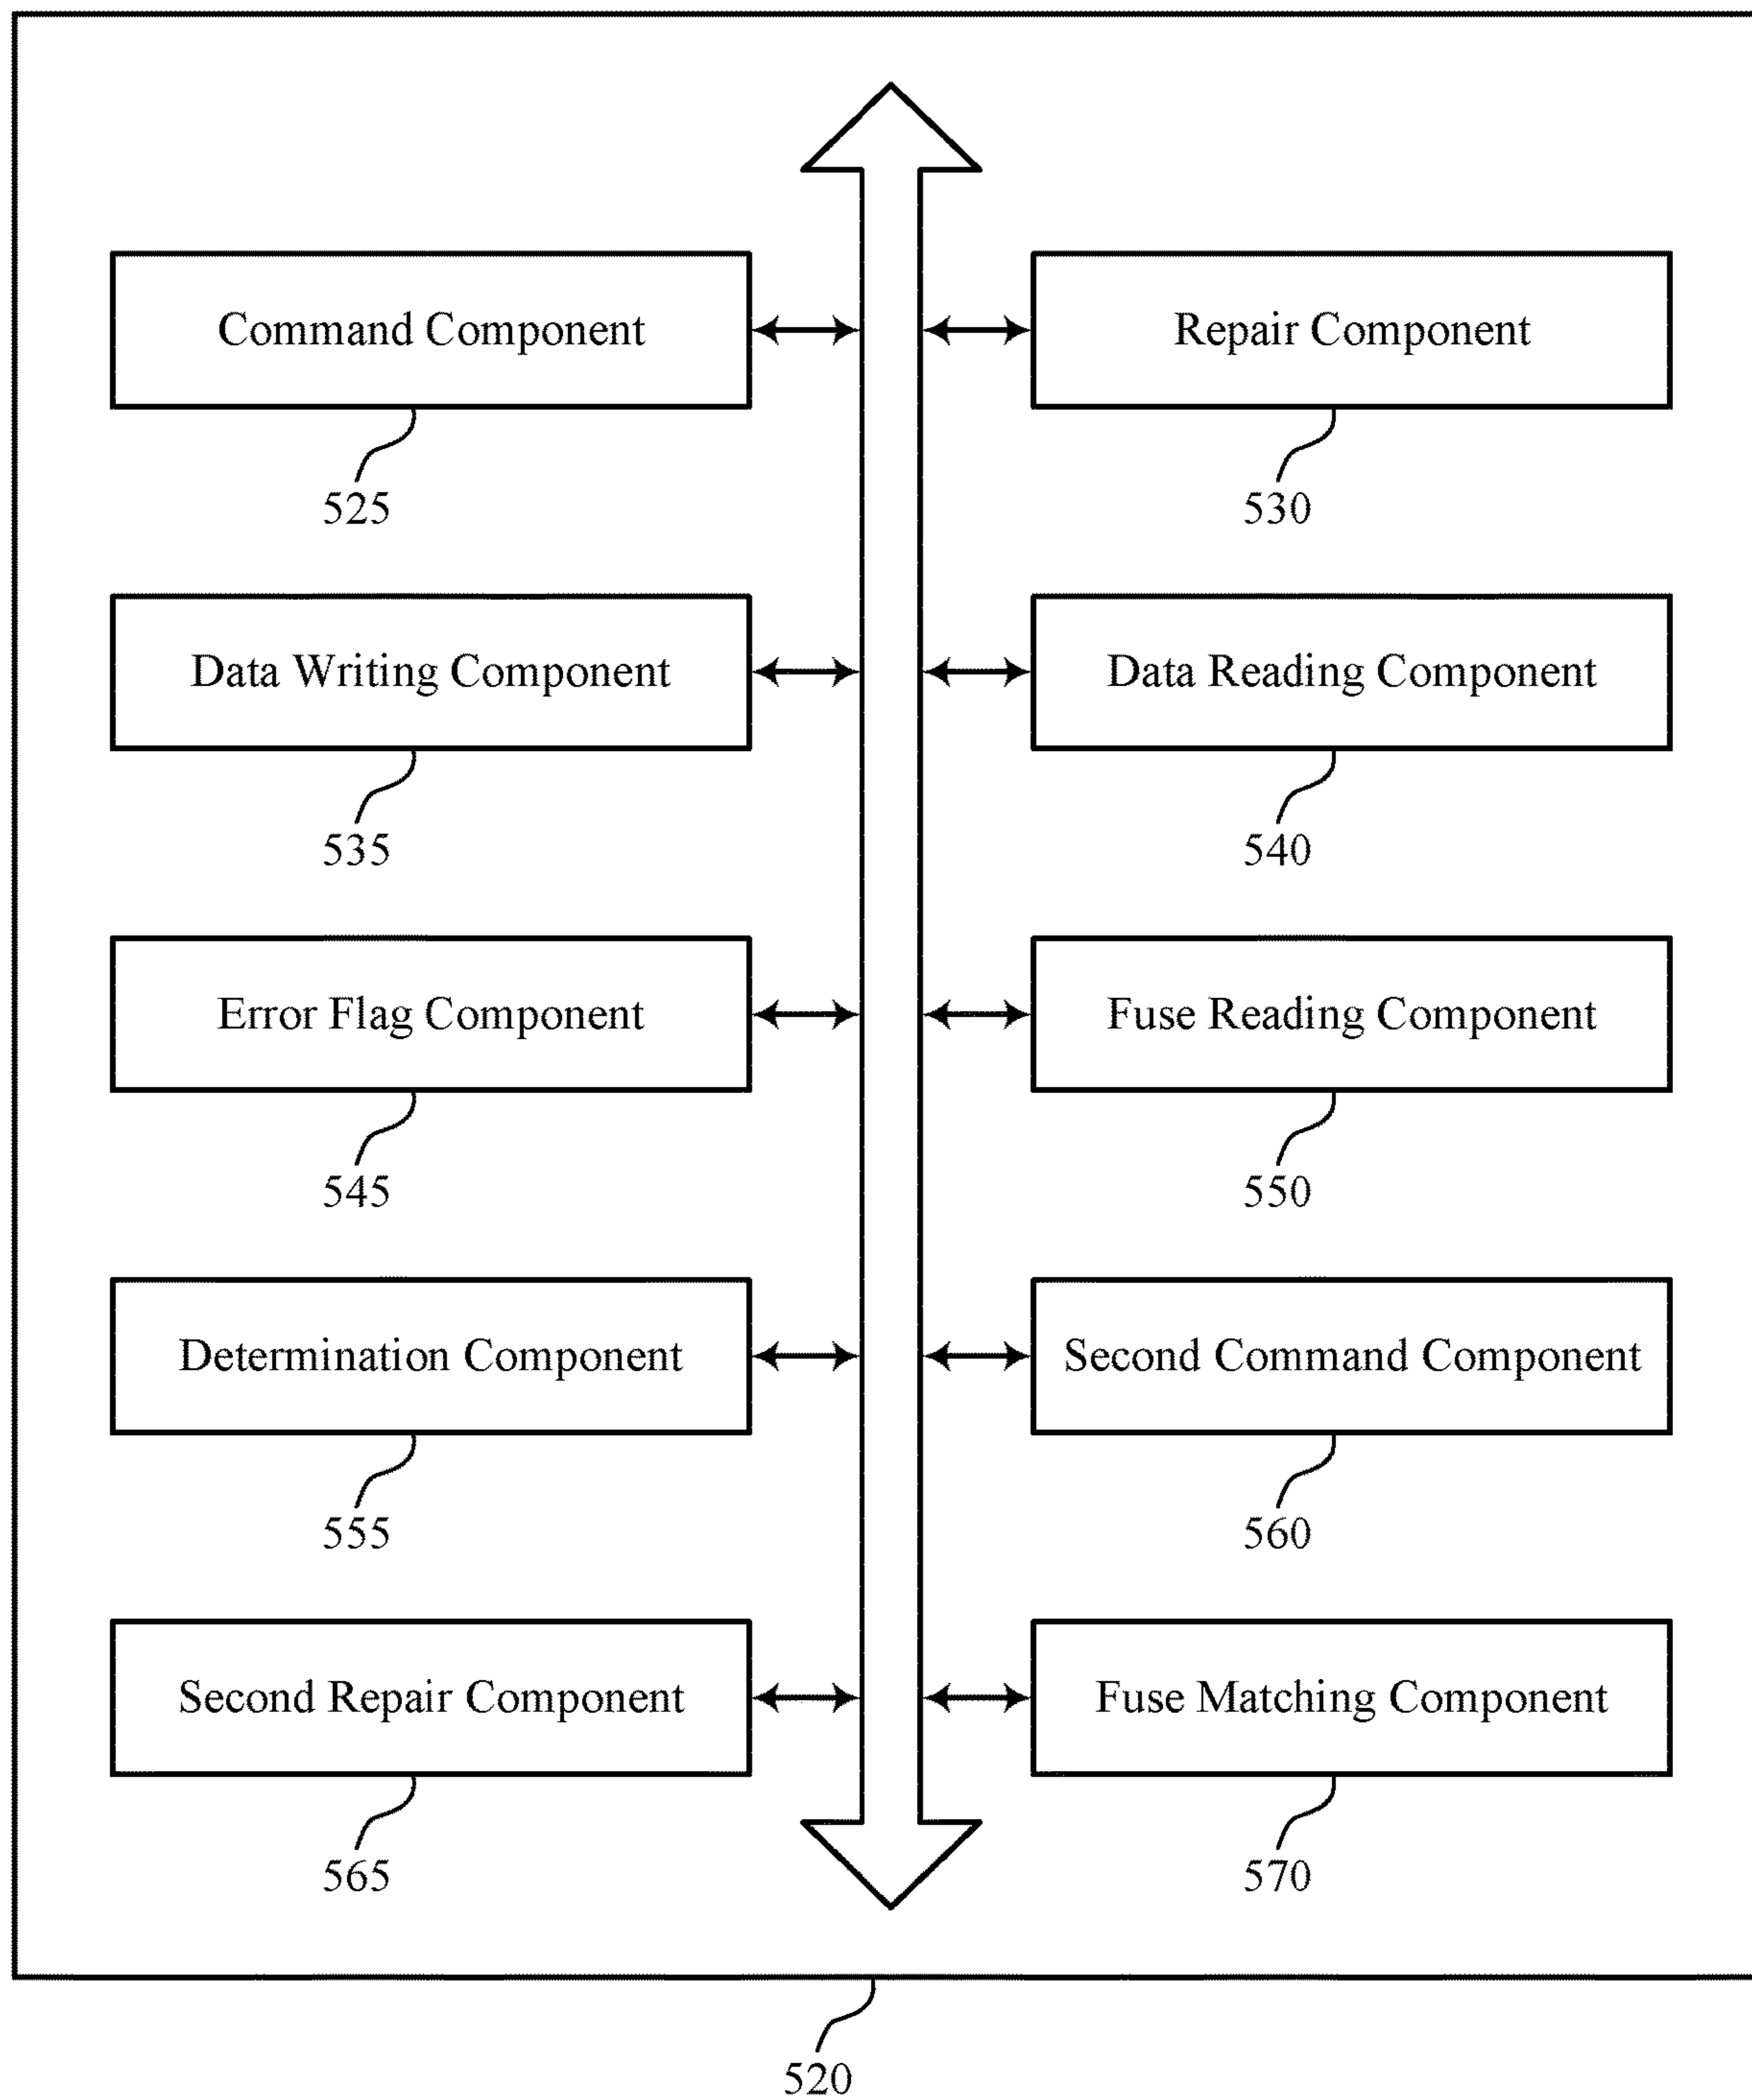 Command Component
Repair Component
525
530
Data Writing Component
Data Reading Component
535
540
Error Flag Component
Fuse Reading Component
545
550
Determination Component
Second Command Component
555
560
Second Repair Component
Fuse Matching Component
565
570
520